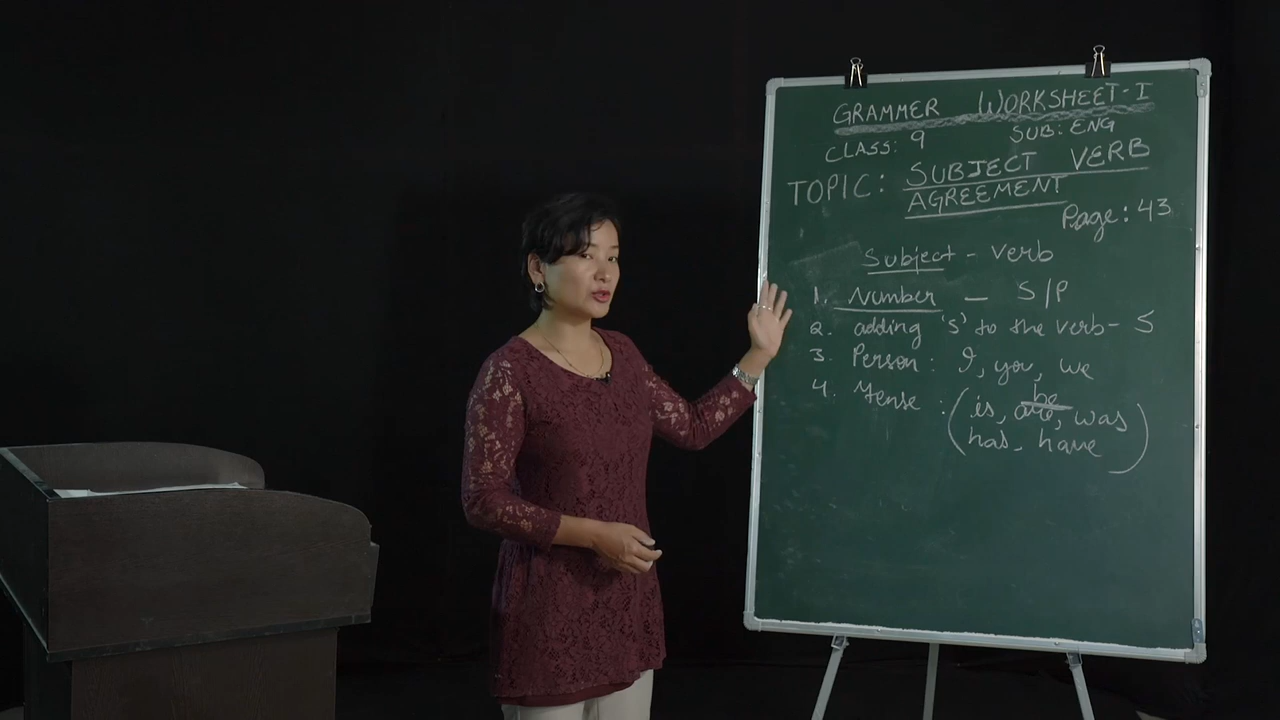 GRAMMER WORKSHEET-I
CLASS: 9 SUB: ENG
TOPIC: SUBJECT VERB
AGREEMENT
Page: 43
Subject - verb
1. Number - S/P
2. adding 's' to the verb - S
3. Person: I, you, we
4. Tense: (is, are, was
be
has, have)